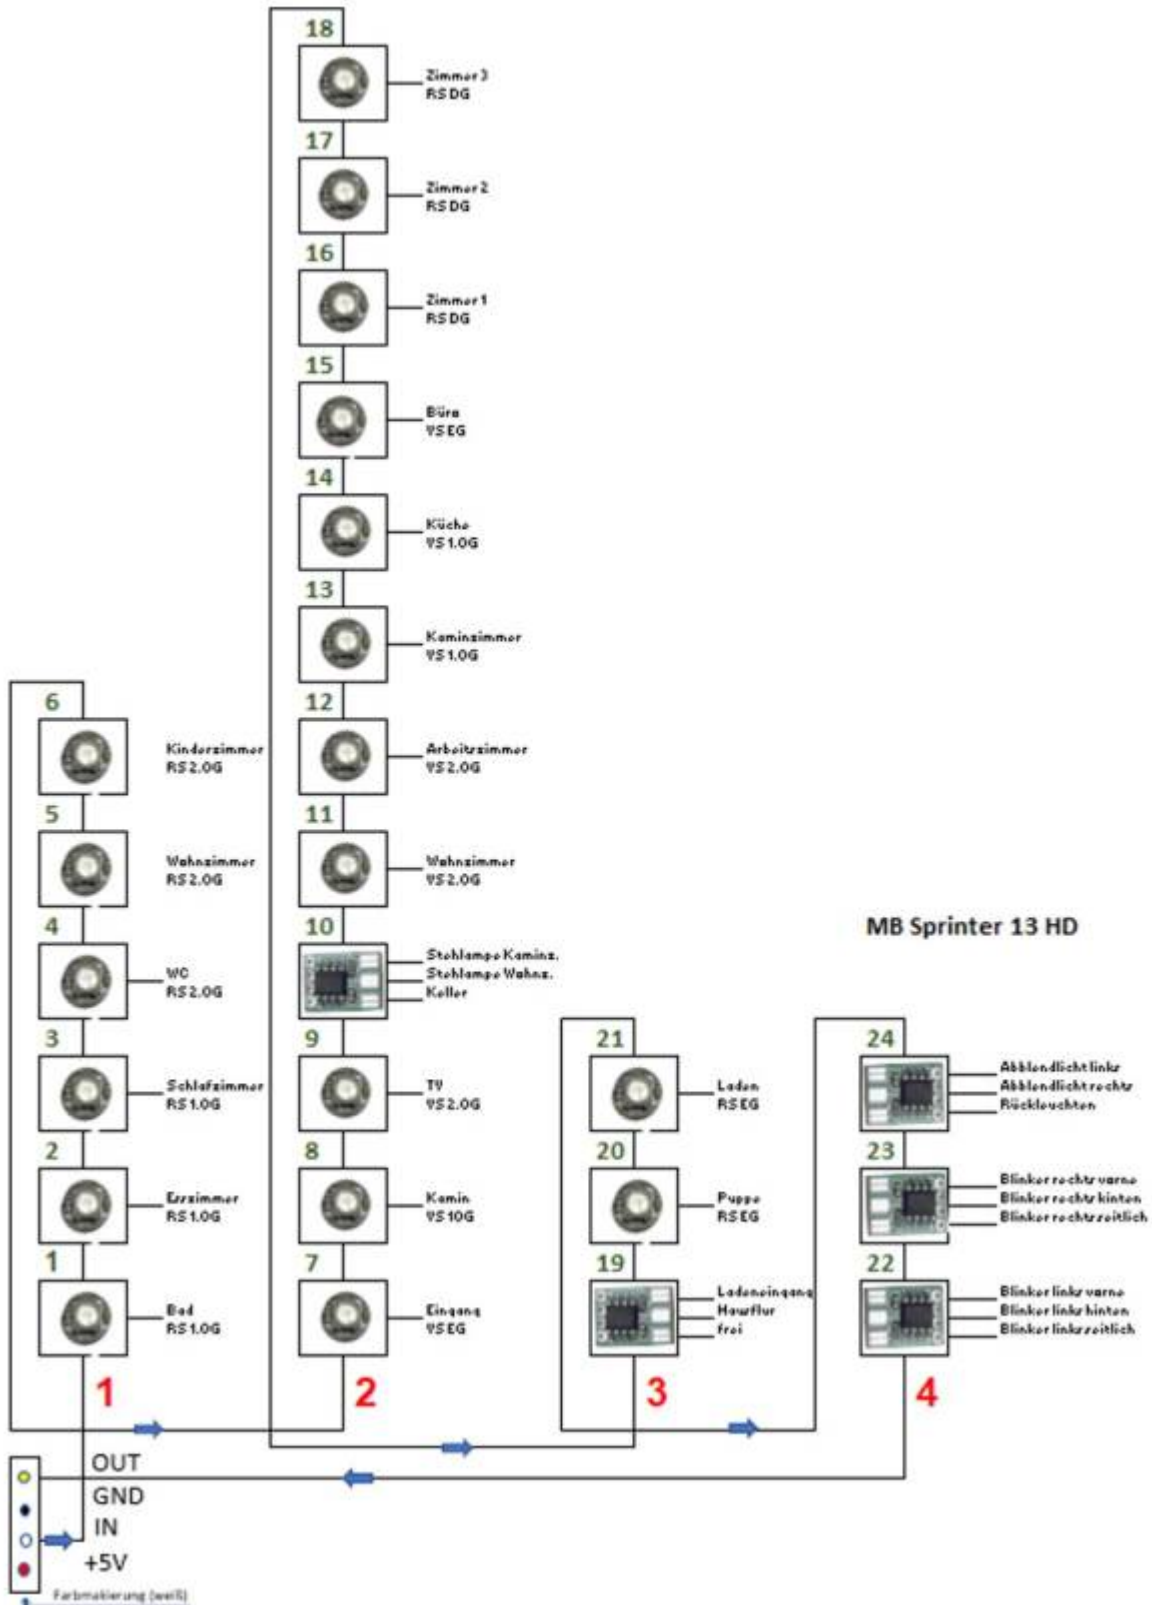 18
Zimmer 3
RS DG
17
Zimmer 2
RS DG
16
Zimmer 1
RS DG
15
Büro
VS EG
14
Küche
VS 1.OG
13
Kaminzimmer
VS 1.OG
12
Arbeitszimmer
VS 2.OG
11
Wohnzimmer
VS 2.OG
10
Stehlampe Kaminz.
Stehlampe Wohnz.
Keller
9
TV
VS 2.OG
8
Kamin
VS 1OG
7
Eingang
VS EG
2
6
Kinderzimmer
RS 2.OG
5
Wohnzimmer
RS 2.OG
4
WC
RS 2.OG
3
Schlafzimmer
RS 1.OG
2
Esszimmer
RS 1.OG
1
Bad
RS 1.OG
1
21
Laden
RS EG
20
Puppe
RS EG
19
Ladeneingang
Hausflur
frei
3
MB Sprinter 13 HD
24
Abblendlicht links
Abblendlicht rechts
Rückleuchten
23
Blinker rechts vorne
Blinker rechts hinten
Blinker rechts seitlich
22
Blinker links vorne
Blinker links hinten
Blinker links seitlich
4
OUT
GND
IN
+5V
Farbmakierung (weiß)